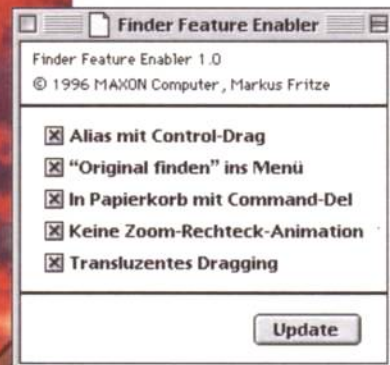 Finder Feature Enabler
Finder Feature Enabler 1.0
© 1996 MAXON Computer, Markus Fritze
Alias mit Control-Drag
“Original finden” ins Menü
In Papierkorb mit Command-Del
Keine Zoom-Rechteck-Animation
Transluzentes Dragging
Update